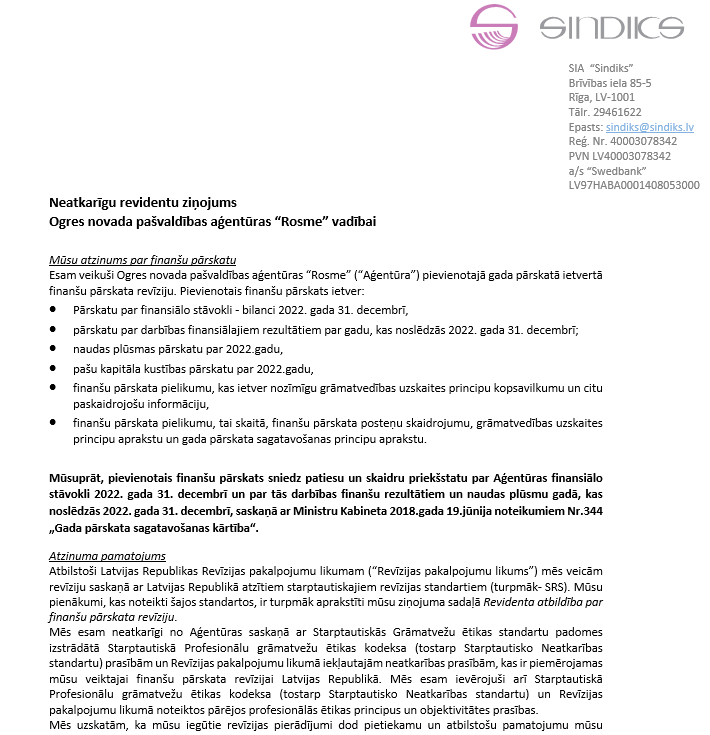 SINDIKS
SIA “Sindiks”
Brīvības iela 85-5
Rīga, LV-1001
Tālr. 29461622
Epasts: sindiks@sindiks.lv
Reģ. Nr. 40003078342
PVN LV40003078342
a/s “Swedbank”
LV97HABA0001408053000
Neatkarīgu revidentu ziņojums
Ogres novada pašvaldības aģentūras “Rosme” vadībai
Mūsu atzinums par finanšu pārskatu
Esam veikuši Ogres novada pašvaldības aģentūras “Rosme” (“Aģentūra”) pievienotajā gada pārskatā ietvertā
finanšu pārskata revīziju. Pievienotais finanšu pārskats ietver:
• Pārskatu par finansiālo stāvokli - bilanci 2022. gada 31. decembrī,
• pārskatu par darbības finansiālajiem rezultātiem par gadu, kas noslēdzās 2022. gada 31. decembrī;
• naudas plūsmas pārskatu par 2022.gadu,
• pašu kapitāla kustības pārskatu par 2022.gadu,
• finanšu pārskata pielikumu, kas ietver nozīmīgu grāmatvedības uzskaites principu kopsavilkumu un citu
paskaidrojošu informāciju,
• finanšu pārskata pielikumu, tai skaitā, finanšu pārskata posteņu skaidrojumu, grāmatvedības uzskaites
principu aprakstu un gada pārskata sagatavošanas principu aprakstu.
Mūsuprāt, pievienotais finanšu pārskats sniedz patiesu un skaidru priekšstatu par Aģentūras finansiālo
stāvokli 2022. gada 31. decembrī un par tās darbības finanšu rezultātiem un naudas plūsmu gadā, kas
noslēdzās 2022. gada 31. decembrī, saskaņā ar Ministru Kabineta 2018.gada 19.jūnija noteikumiem Nr.344
„Gada pārskata sagatavošanas kārtība“.
Atzinuma pamatojums
Atbilstoši Latvijas Republikas Revīzijas pakalpojumu likumam (“Revīzijas pakalpojumu likums”) mēs veicām
revīziju saskaņā ar Latvijas Republikā atzītiem starptautiskajiem revīzijas standartiem (turpmāk- SRS). Mūsu
pienākumi, kas noteikti šajos standartos, ir turpmāk aprakstīti mūsu ziņojuma sadaļā Revidenta atbildība par
finanšu pārskata revīziju.
Mēs esam neatkarīgi no Aģentūras saskaņā ar Starptautiskās Grāmatvežu ētikas standartu padomes
izstrādātā Starptautiskā Profesionālu grāmatvežu ētikas kodeksa (tostarp Starptautisko Neatkarības
standartu) prasībām un Revīzijas pakalpojumu likumā iekļautajām neatkarības prasībām, kas ir piemērojamas
mūsu veiktajai finanšu pārskata revīzijai Latvijas Republikā. Mēs esam ievērojuši arī Starptautiskā
Profesionālu grāmatvežu ētikas kodeksa (tostarp Starptautisko Neatkarības standartu) un Revīzijas
pakalpojumu likumā noteiktos pārējos profesionālās ētikas principus un objektivitātes prasības.
Mēs uzskatām, ka mūsu iegūtie revīzijas pierādījumi dod pietiekamu un atbilstošu pamatojumu mūsu